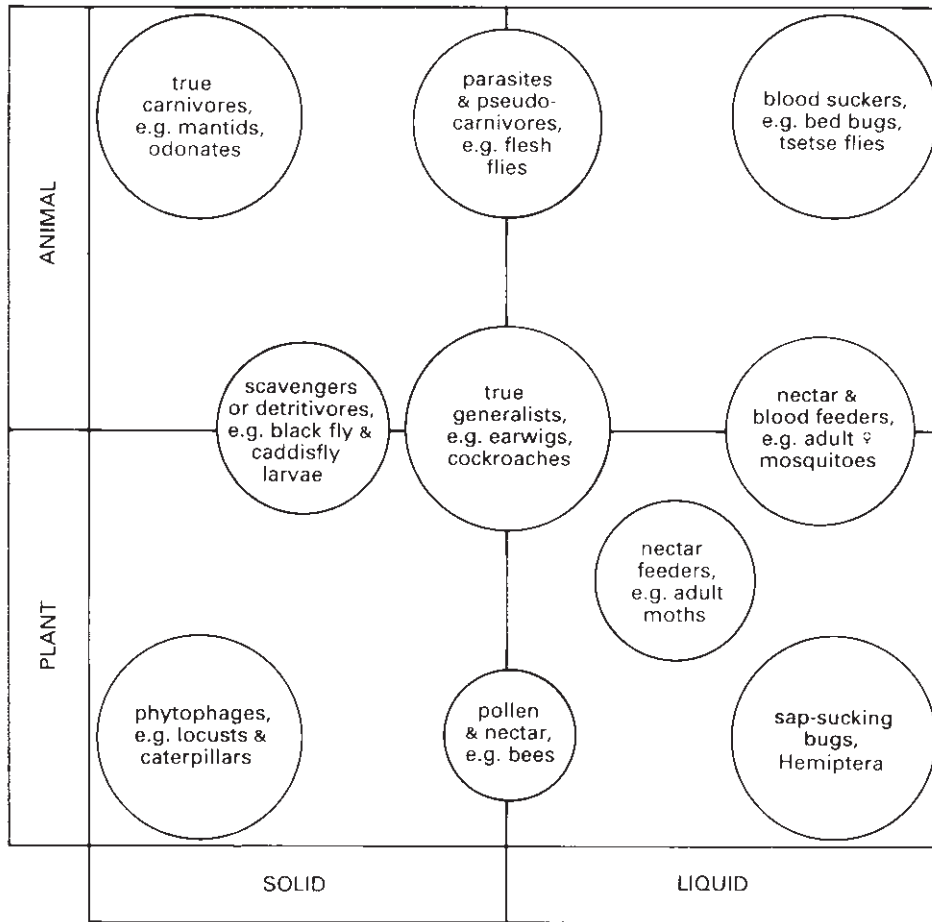 true
carnivores,
e.g. mantids,
odonates
parasites
& pseudo-
carnivores,
e.g. flesh
flies
blood suckers,
e.g. bed bugs,
tsetse flies
ANIMAL
scavengers
or detritivores,
e.g. black fly &
caddisfly
larvae
true
generalists,
e.g. earwigs,
cockroaches
nectar &
blood feeders,
e.g. adult ♀
mosquitoes
nectar
feeders,
e.g. adult
moths
PLANT
phytophages,
e.g. locusts &
caterpillars
pollen
& nectar,
e.g. bees
sap-sucking
bugs,
Hemiptera
SOLID
LIQUID